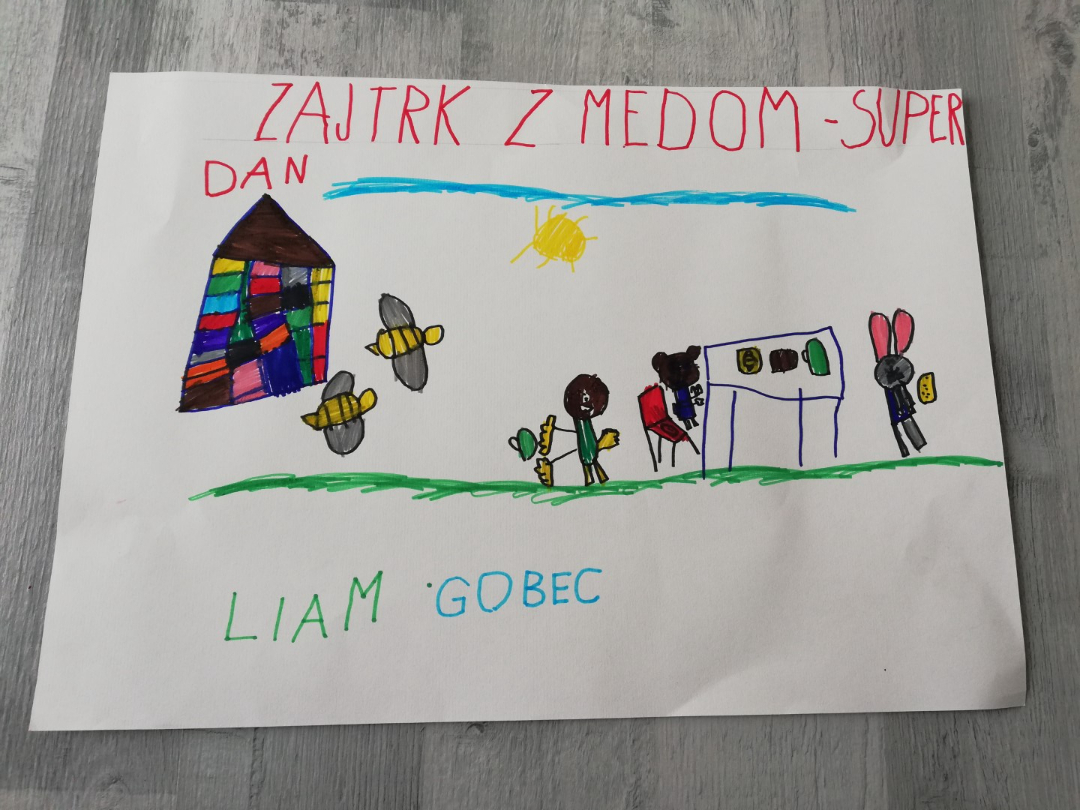 ZAJTRK Z MEDOM - SUPER
DAN
LIAM GOBEC